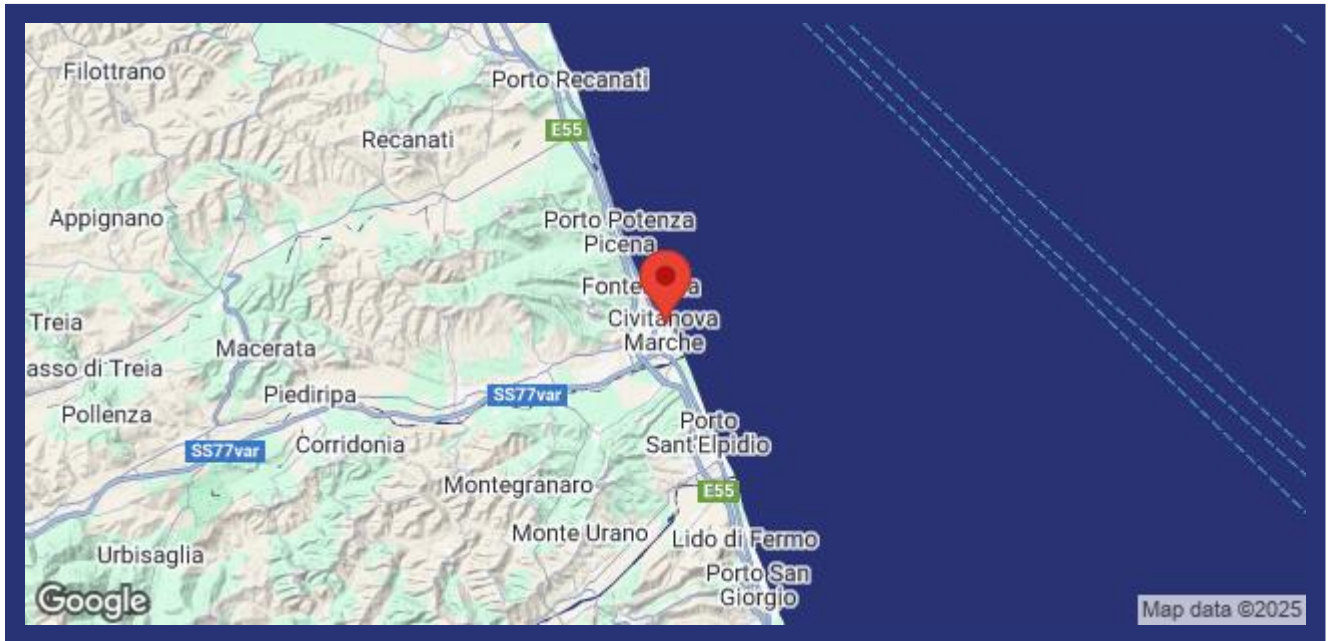 Filottrano
Porto Recanati
E55
Recanati
Appignano
Porto Potenza
Picena
Civitanova
Marche
Treia
Macerata
asso di Treia
Piediripa
SS77var
Pollenza
Porto
Sant'Elpidio
Corridonia
SS77var
Montegranaro
E55
Monte Urano
Lido di Fermo
Urbisaglia
Porto San
Giorgio
Google
Map data ©2025